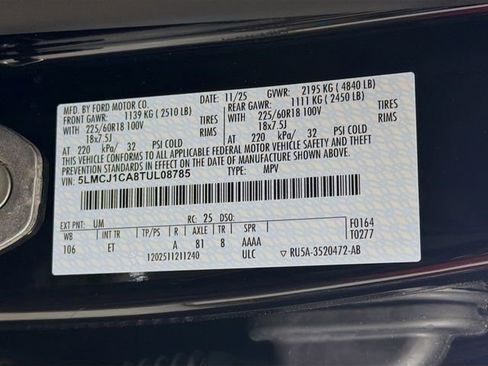 MFD. BY FORD MOTOR CO. 11/25 GVWR: 2195 KG ( 4840 LB)
FRONT GAWR: 1139 KG ( 2510 LB) REAR GAWR: 1111 KG ( 2450 LB)
WITH 225/60R18 100V TIRES WITH 225/60R18 100V TIRES
18x7.5J RIMS 18x7.5J RIMS
AT 220 kPa/ 32 PSI COLD AT 220 kPa/ 32 PSI COLD
THIS VEHICLE CONFORMS TO ALL APPLICABLE FEDERAL MOTOR VEHICLE SAFETY AND THEFT PREVENTION STANDARDS IN EFFECT ON THE DATE OF MANUFACTURE SHOWN ABOVE.
VIN: 5LMCJ1CA8TUL08785 TYPE: MPV
EXT PNT: UM RC: 25 DSO: F0164
WB INT TR TP/PS R AXLE TR SPR T0277
106 ET A 81 8 AAAA
1202511211240 ULC RU5A-3520472-AB